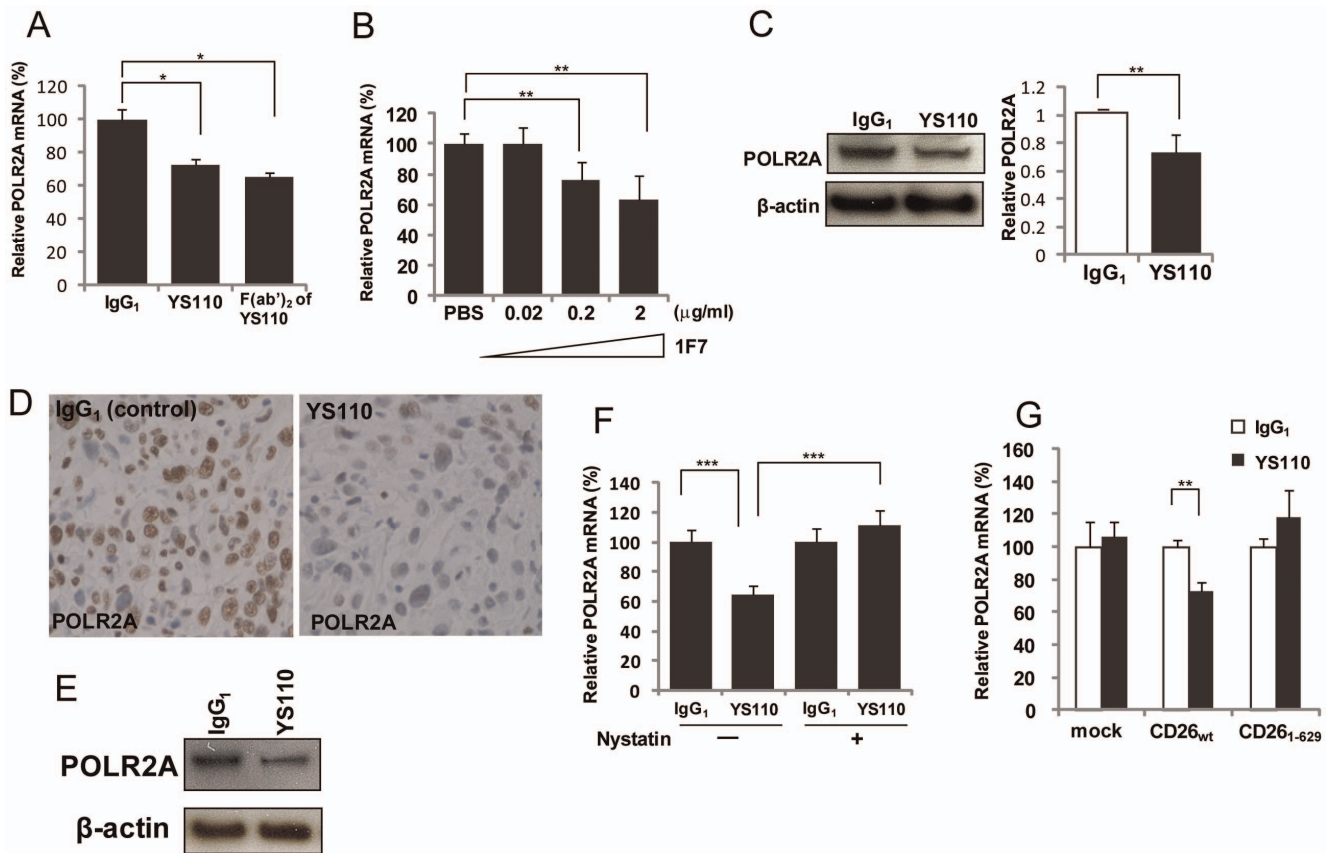 A
Relative POLR2A mRNA (%)
120
100
80
60
40
20
0
*
*
IgG₁
YS110
F(ab')₂ of
YS110
B
Relative POLR2A mRNA (%)
120
100
80
60
40
20
0
**
**
PBS
0.02
0.2
2
(μg/ml)
1F7
C
IgG₁ YS110
POLR2A
β-actin
Relative POLR2A
1.2
1
0.8
0.6
0.4
0.2
0
**
IgG₁
YS110
D
IgG₁ (control)
POLR2A
YS110
POLR2A
E
IgG₁
YS110
POLR2A
β-actin
F
Relative POLR2A mRNA (%)
140
120
100
80
60
40
20
0
***
***
IgG₁ YS110 IgG₁ YS110
Nystatin — +
G
IgG₁
YS110
Relative POLR2A mRNA (%)
160
140
120
100
80
60
40
20
0
**
mock
CD26wt
CD26₁₋₆₂₉